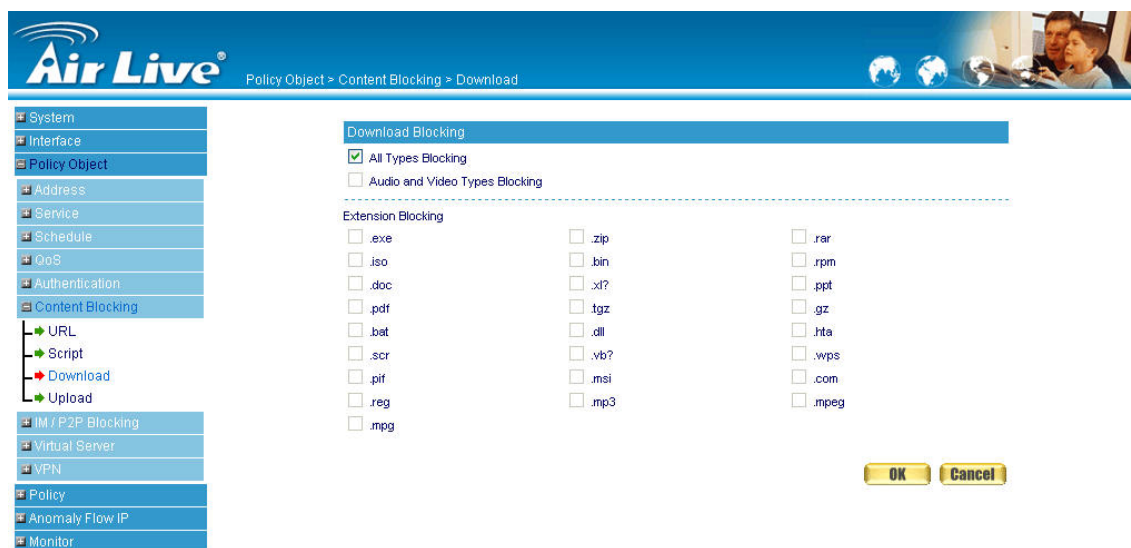 Air Live®
Policy Object > Content Blocking > Download
System
Interface
Policy Object
Address
Service
Schedule
QoS
Authentication
Content Blocking
URL
Script
Download
Upload
IM / P2P Blocking
Virtual Server
VPN
Policy
Anomaly Flow IP
Monitor
Download Blocking
All Types Blocking
Audio and Video Types Blocking
Extension Blocking
.exe .zip .rar
.iso .bin .rpm
.doc .xl? .ppt
.pdf .tgz .gz
.bat .dll .hta
.scr .vb? .wps
.pif .msi .com
.reg .mp3 .mpeg
.mpg
OK Cancel